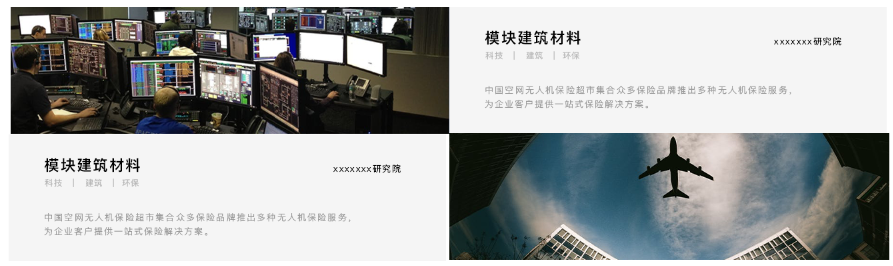 模块建筑材料
xxxxxxx研究院
科技 | 建筑 | 环保
中国空网无人机保险超市集合众多保险品牌推出多种无人机保险服务，
为企业客户提供一站式保险解决方案。
模块建筑材料
xxxxxxx研究院
科技 | 建筑 | 环保
中国空网无人机保险超市集合众多保险品牌推出多种无人机保险服务，
为企业客户提供一站式保险解决方案。